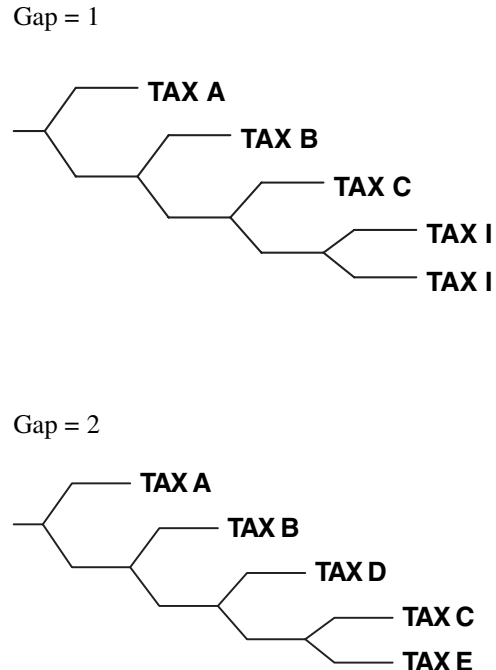 Gap = 1
TAX A
TAX B
TAX C
TAX I
TAX I
Gap = 2
TAX A
TAX B
TAX D
TAX C
TAX E